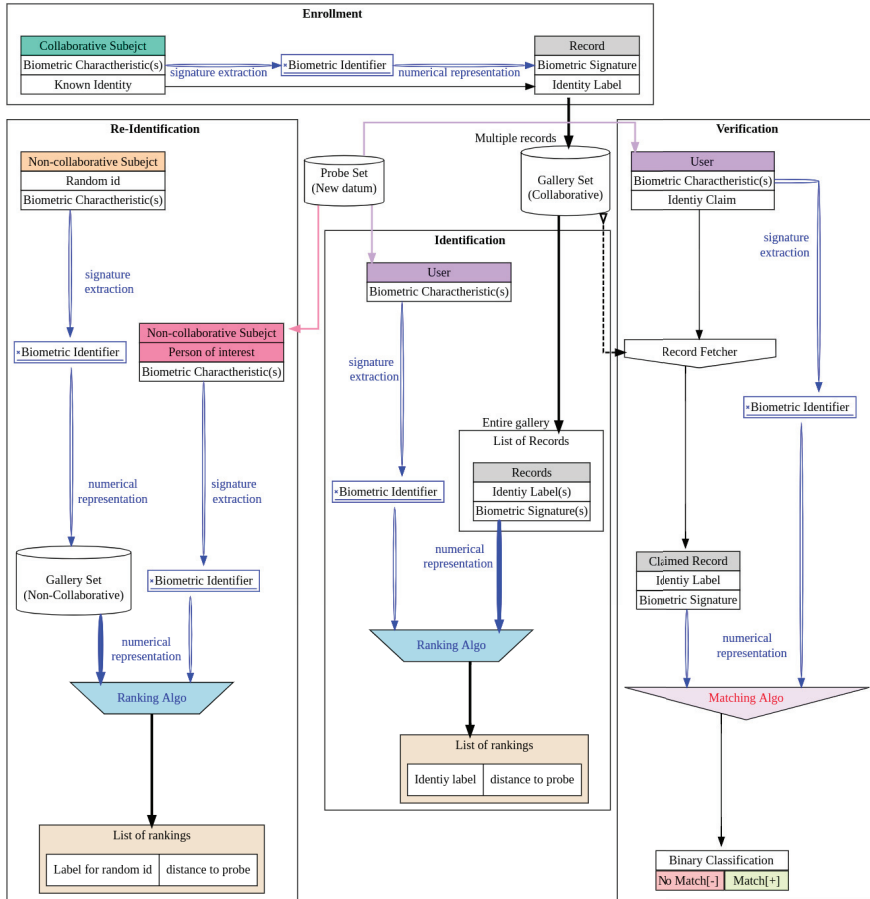 Enrollment
Collaborative Subejct
Biometric Charactheristic(s)
Known Identity
signature extraction
Biometric Identifier
numerical representation
Record
Biometric Signature
Identity Label
Re-Identification
Non-collaborative Subejct
Random id
Biometric Charactheristic(s)
signature
extraction
Biometric Identifier
numerical
representation
Gallery Set
(Non-Collaborative)
Non-collaborative Subejct
Person of interest
Biometric Charactheristic(s)
signature
extraction
Biometric Identifier
numerical
representation
Ranking Algo
List of rankings
Label for random id
distance to probe
Probe Set
(New datum)
Multiple records
Gallery Set
(Collaborative)
Identification
User
Biometric Charactheristic(s)
signature
extraction
Biometric Identifier
Entire gallery
List of Records
Records
Identiy Label(s)
Biometric Signature(s)
numerical
representation
Ranking Algo
List of rankings
Identiy label
distance to probe
Verification
User
Biometric Charactheristic(s)
Identiy Claim
signature
extraction
Record Fetcher
Biometric Identifier
Claimed Record
Identiy Label
Biometric Signature
numerical
representation
Matching Algo
Binary Classification
No Match[-]
Match[+]